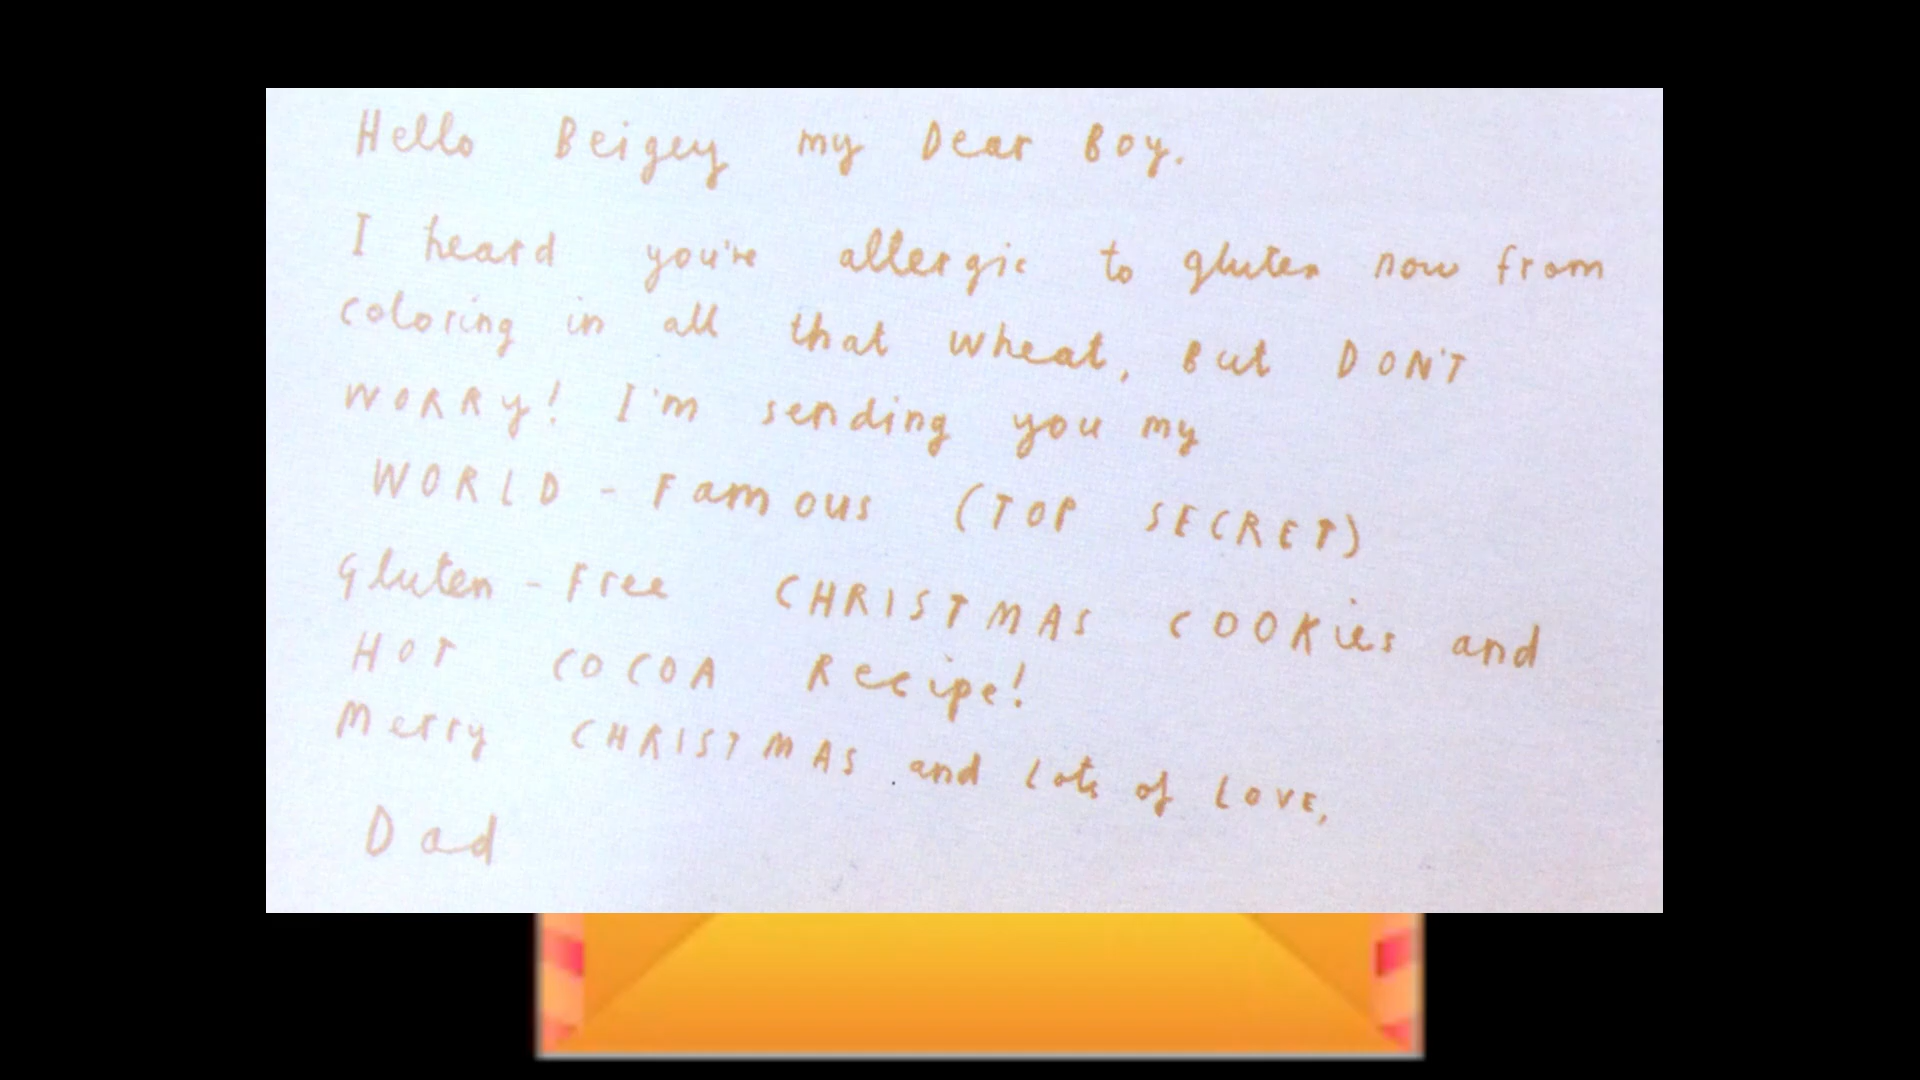 Hello Beigey my Dear Boy.
I heard you're allergic to gluten now from
coloring in all that wheat, But DON'T
WORRy! I'm sending you my
WORLD - Famous (TOP SECRET)
Gluten - Free CHRISTMAS COOKies and
HOT COCOA Recipe!
Merry CHRISTMAS and Lots of LOVE,
Dad